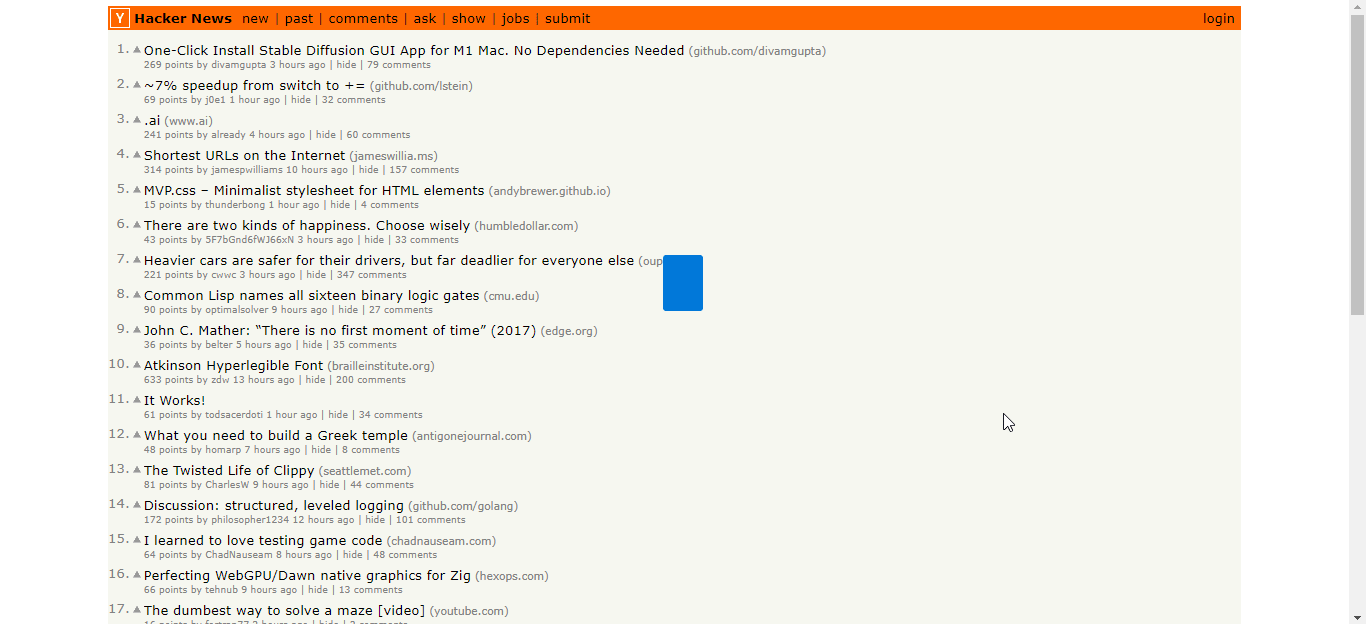 Y Hacker News new | past | comments | ask | show | jobs | submit login
1. One-Click Install Stable Diffusion GUI App for M1 Mac. No Dependencies Needed (github.com/divamgupta)
269 points by divamgupta 3 hours ago | hide | 79 comments
2. ~7% speedup from switch to += (github.com/lstein)
69 points by j0e1 1 hour ago | hide | 32 comments
3. .ai (www.ai)
241 points by already 4 hours ago | hide | 60 comments
4. Shortest URLs on the Internet (jameswillia.ms)
314 points by jamespwilliams 10 hours ago | hide | 157 comments
5. MVP.css – Minimalist stylesheet for HTML elements (andybrewer.github.io)
15 points by thunderbong 1 hour ago | hide | 4 comments
6. There are two kinds of happiness. Choose wisely (humbledollar.com)
43 points by 5F7bGnd6fWJ66xN 3 hours ago | hide | 33 comments
7. Heavier cars are safer for their drivers, but far deadlier for everyone else (oup
221 points by cwwc 3 hours ago | hide | 347 comments
8. Common Lisp names all sixteen binary logic gates (cmu.edu)
90 points by optimalsolver 9 hours ago | hide | 27 comments
9. John C. Mather: “There is no first moment of time” (2017) (edge.org)
36 points by belter 5 hours ago | hide | 35 comments
10. Atkinson Hyperlegible Font (brailleinstitute.org)
633 points by zdw 13 hours ago | hide | 200 comments
11. It Works!
61 points by todsacerdoti 1 hour ago | hide | 34 comments
12. What you need to build a Greek temple (antigonejournal.com)
48 points by homarp 7 hours ago | hide | 8 comments
13. The Twisted Life of Clippy (seattlemet.com)
81 points by CharlesW 9 hours ago | hide | 44 comments
14. Discussion: structured, leveled logging (github.com/golang)
172 points by philosopher1234 12 hours ago | hide | 101 comments
15. I learned to love testing game code (chadnauseam.com)
64 points by ChadNauseam 8 hours ago | hide | 48 comments
16. Perfecting WebGPU/Dawn native graphics for Zig (hexops.com)
66 points by tehnub 9 hours ago | hide | 13 comments
17. The dumbest way to solve a maze [video] (youtube.com)